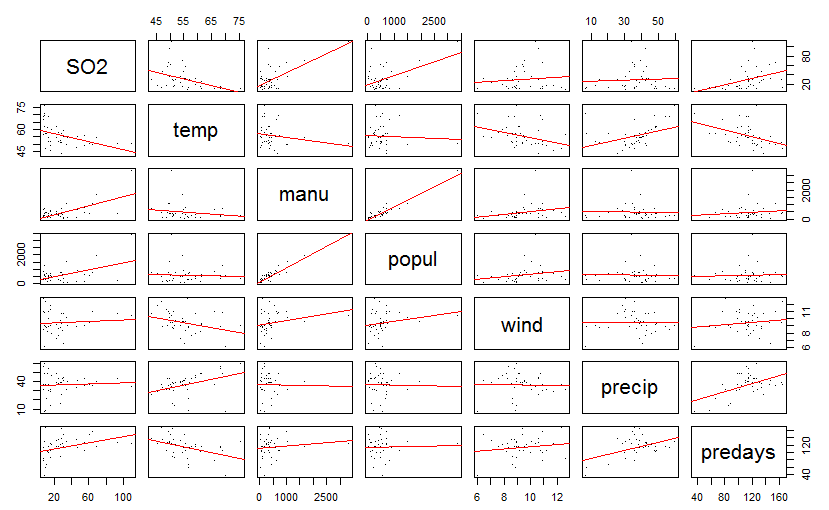 45 55 65 75
0 1000 2500
10 30 50
SO2
20 80
45 60 75
temp
manu
0 2000
0 2000
popul
wind
6 8 11
10 40
precip
predays
40 120
20 60 100
0 1000 2500
6 8 10 12
40 80 120 160